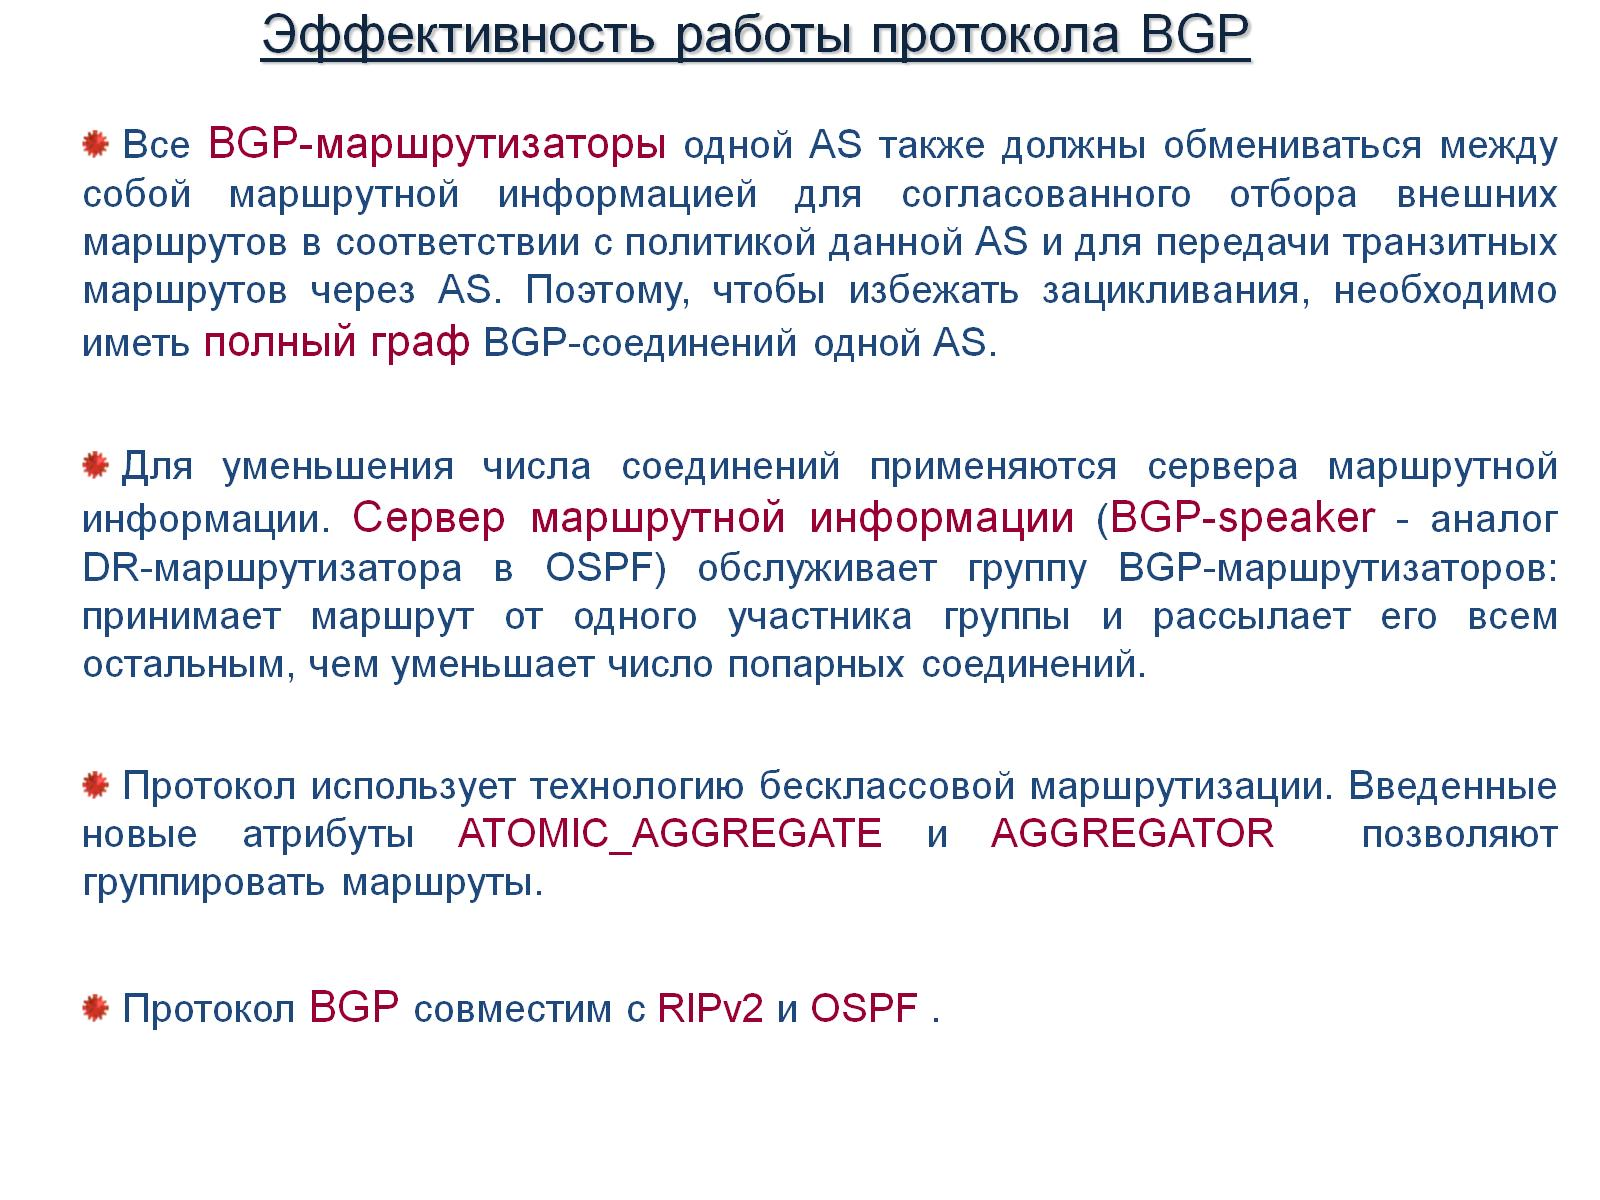 Эффективность работы протокола BGP
Все BGP-маршрутизаторы одной AS также должны обмениваться между
собой маршрутной информацией для согласованного отбора внешних
маршрутов в соответствии с политикой данной AS и для передачи транзитных
маршрутов через AS. Поэтому, чтобы избежать зацикливания, необходимо
иметь полный граф BGP-соединений одной AS.
Для уменьшения числа соединений применяются сервера маршрутной
информации. Сервер маршрутной информации (BGP-speaker - аналог
DR-маршрутизатора в OSPF) обслуживает группу BGP-маршрутизаторов:
принимает маршрут от одного участника группы и рассылает его всем
остальным, чем уменьшает число попарных соединений.
Протокол использует технологию бесклассовой маршрутизации. Введенные
новые атрибуты ATOMIC_AGGREGATE и AGGREGATOR позволяют
группировать маршруты.
Протокол BGP совместим с RIPv2 и OSPF .